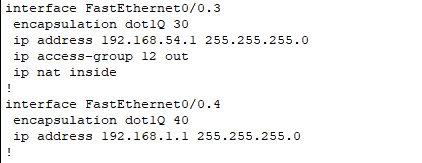 interface FastEthernet0/0.3
encapsulation dot1Q 30
ip address 192.168.54.1 255.255.255.0
ip access-group 12 out
ip nat inside
!
interface FastEthernet0/0.4
encapsulation dot1Q 40
ip address 192.168.1.1 255.255.255.0
!